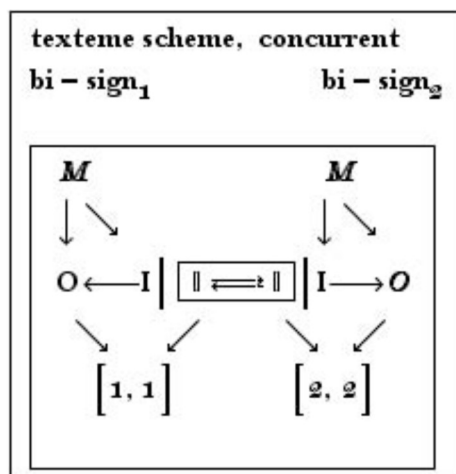 texteme scheme, concurrent
bi – sign₁ bi – sign₂
M M
O ← I | 𝕀 ⇌ 𝕀 | I → O
[1, 1] [2, 2]